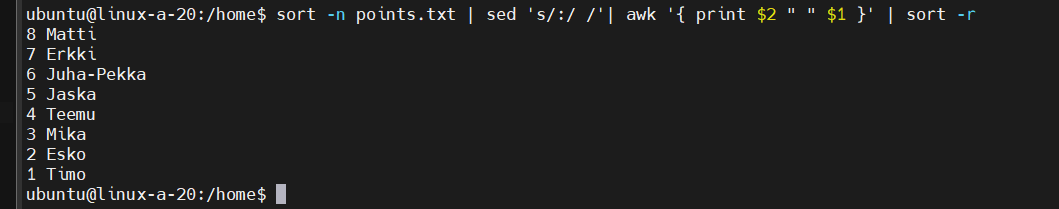 ubuntu@linux-a-20:/home$ sort -n points.txt | sed 's/:/ /'| awk '{ print $2 " " $1 }' | sort -r
8 Matti
7 Erkki
6 Juha-Pekka
5 Jaska
4 Teemu
3 Mika
2 Esko
1 Timo
ubuntu@linux-a-20:/home$